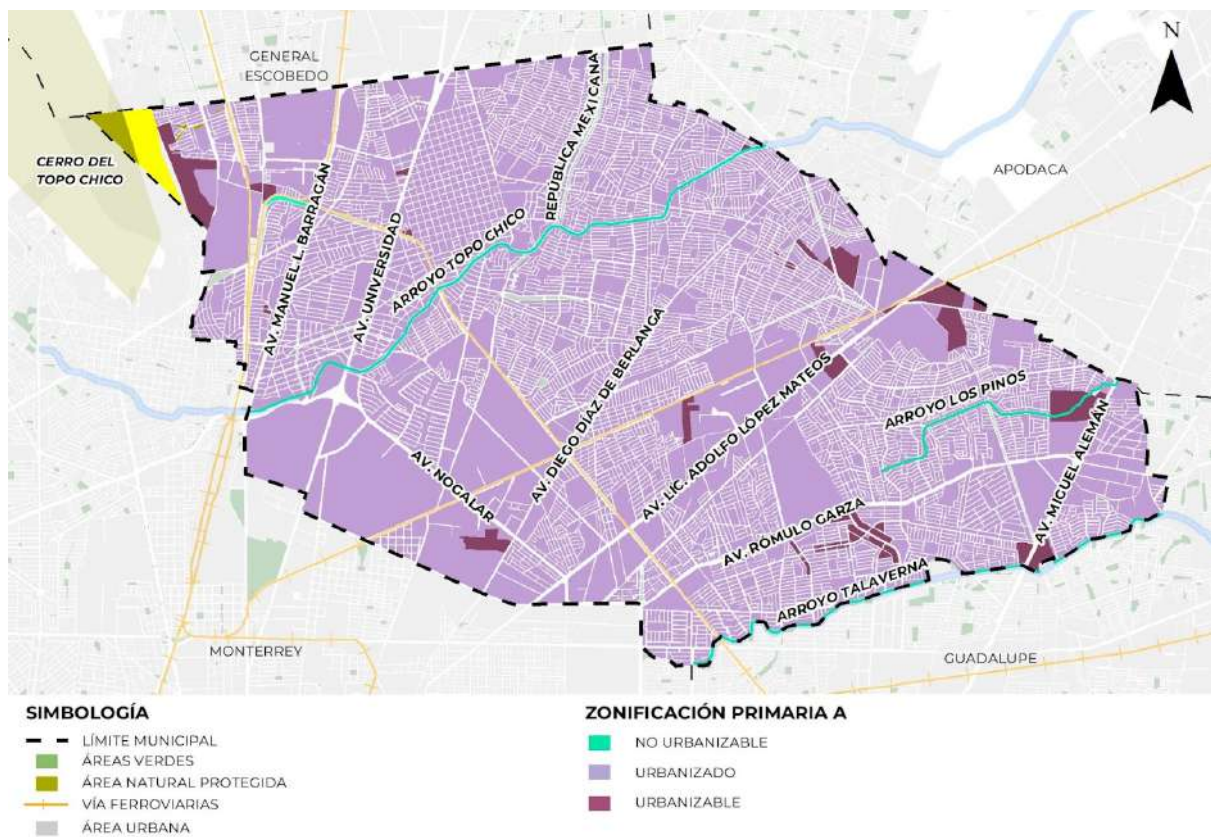 N
GENERAL
ESCOBEDO
CERRO DEL
TOPO CHICO
REPÚBLICA MEXICANA
APODACA
AV. MANUEL L. BARRAGÁN
AV. UNIVERSIDAD
ARROYO TOPO CHICO
AV. DIEGO DÍAZ DE BERLANGA
AV. LIC. ADOLFO LÓPEZ MATEOS
ARROYO LOS PINOS
AV. MIGUEL ALEMÁN
AV. NOGALAR
AV. RÓMULO GARZA
ARROYO TALAVERNA
MONTERREY
GUADALUPE
SIMBOLOGÍA
LÍMITE MUNICIPAL
ÁREAS VERDES
ÁREA NATURAL PROTEGIDA
VÍA FERROVIARIAS
ÁREA URBANA
ZONIFICACIÓN PRIMARIA A
NO URBANIZABLE
URBANIZADO
URBANIZABLE